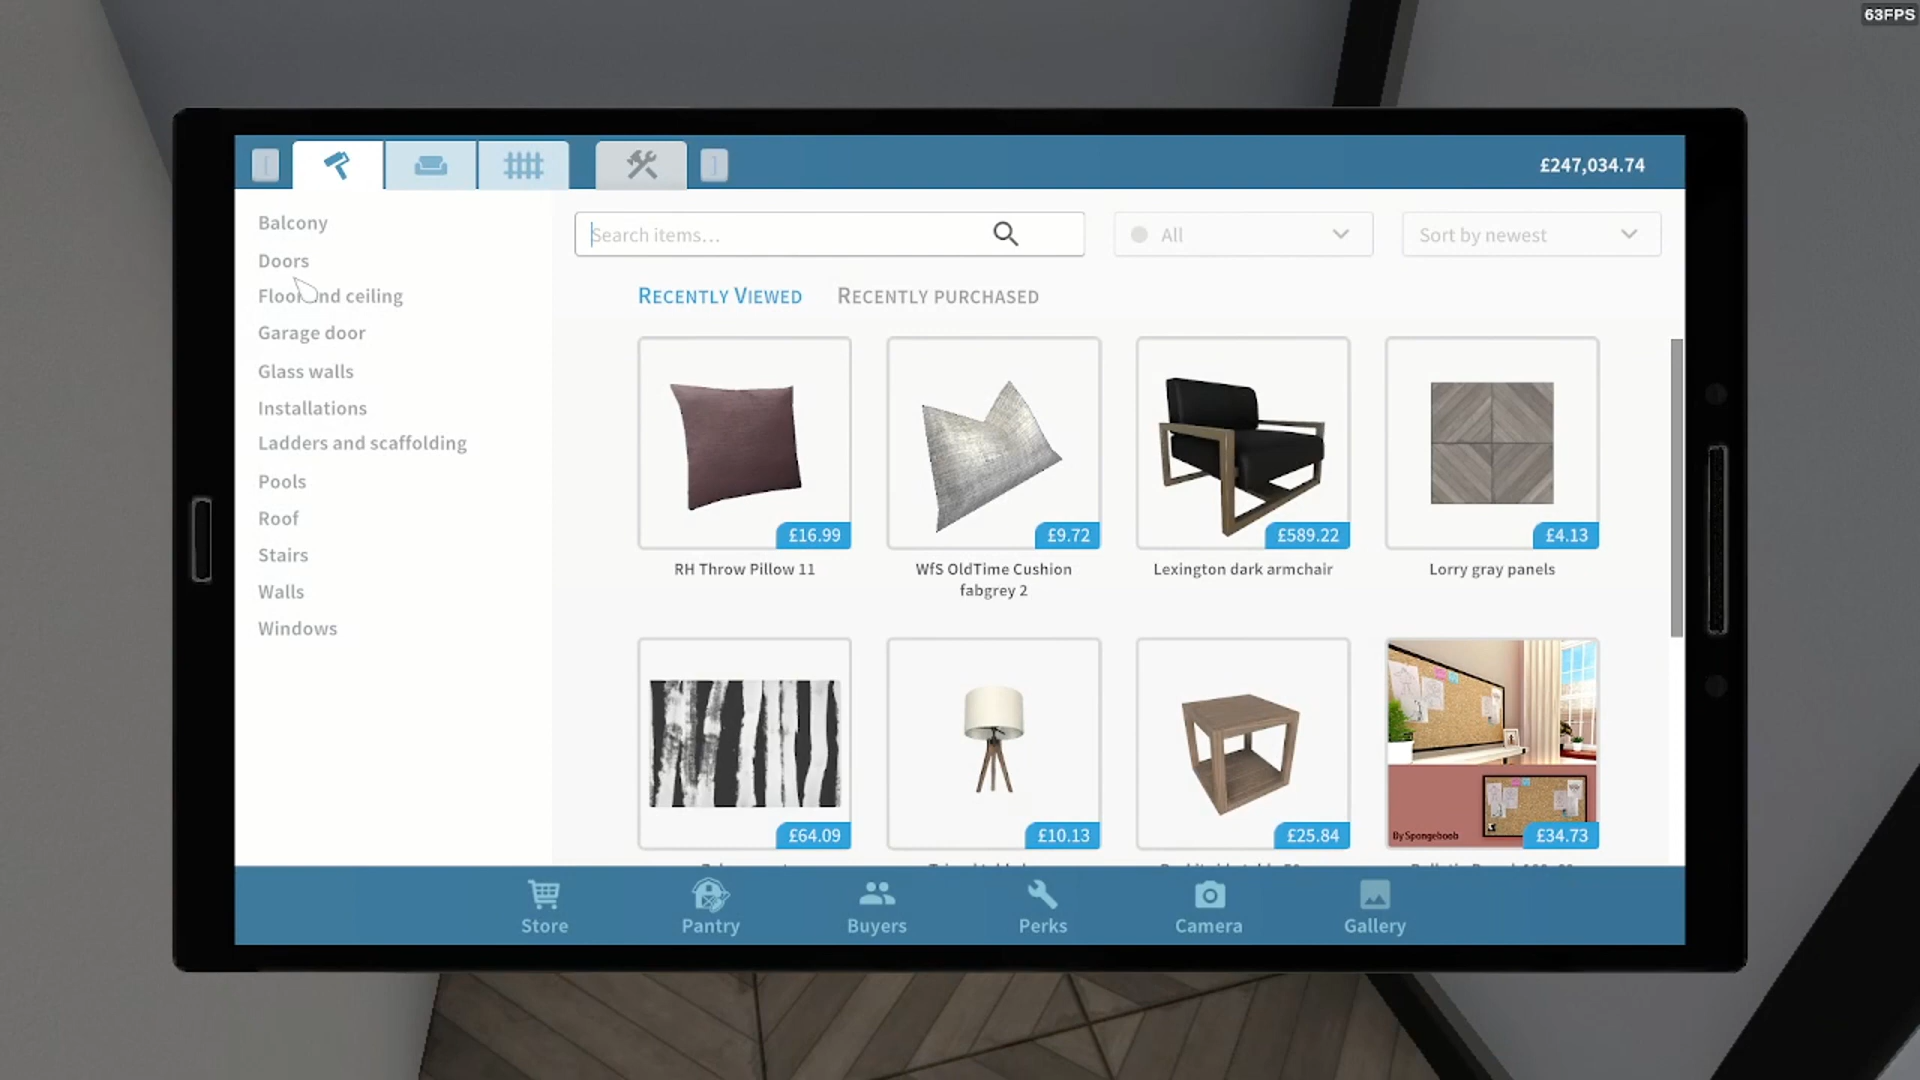 63FPS
£247,034.74
Balcony
Doors
Floor and ceiling
Garage door
Glass walls
Installations
Ladders and scaffolding
Pools
Roof
Stairs
Walls
Windows
Search items...
All
Sort by newest
RECENTLY VIEWED
RECENTLY PURCHASED
£16.99
£9.72
£589.22
£4.13
RH Throw Pillow 11
WfS OldTime Cushion
fabgrey 2
Lexington dark armchair
Lorry gray panels
£64.09
£10.13
£25.84
By Spongeboob
£34.73
Store
Pantry
Buyers
Perks
Camera
Gallery